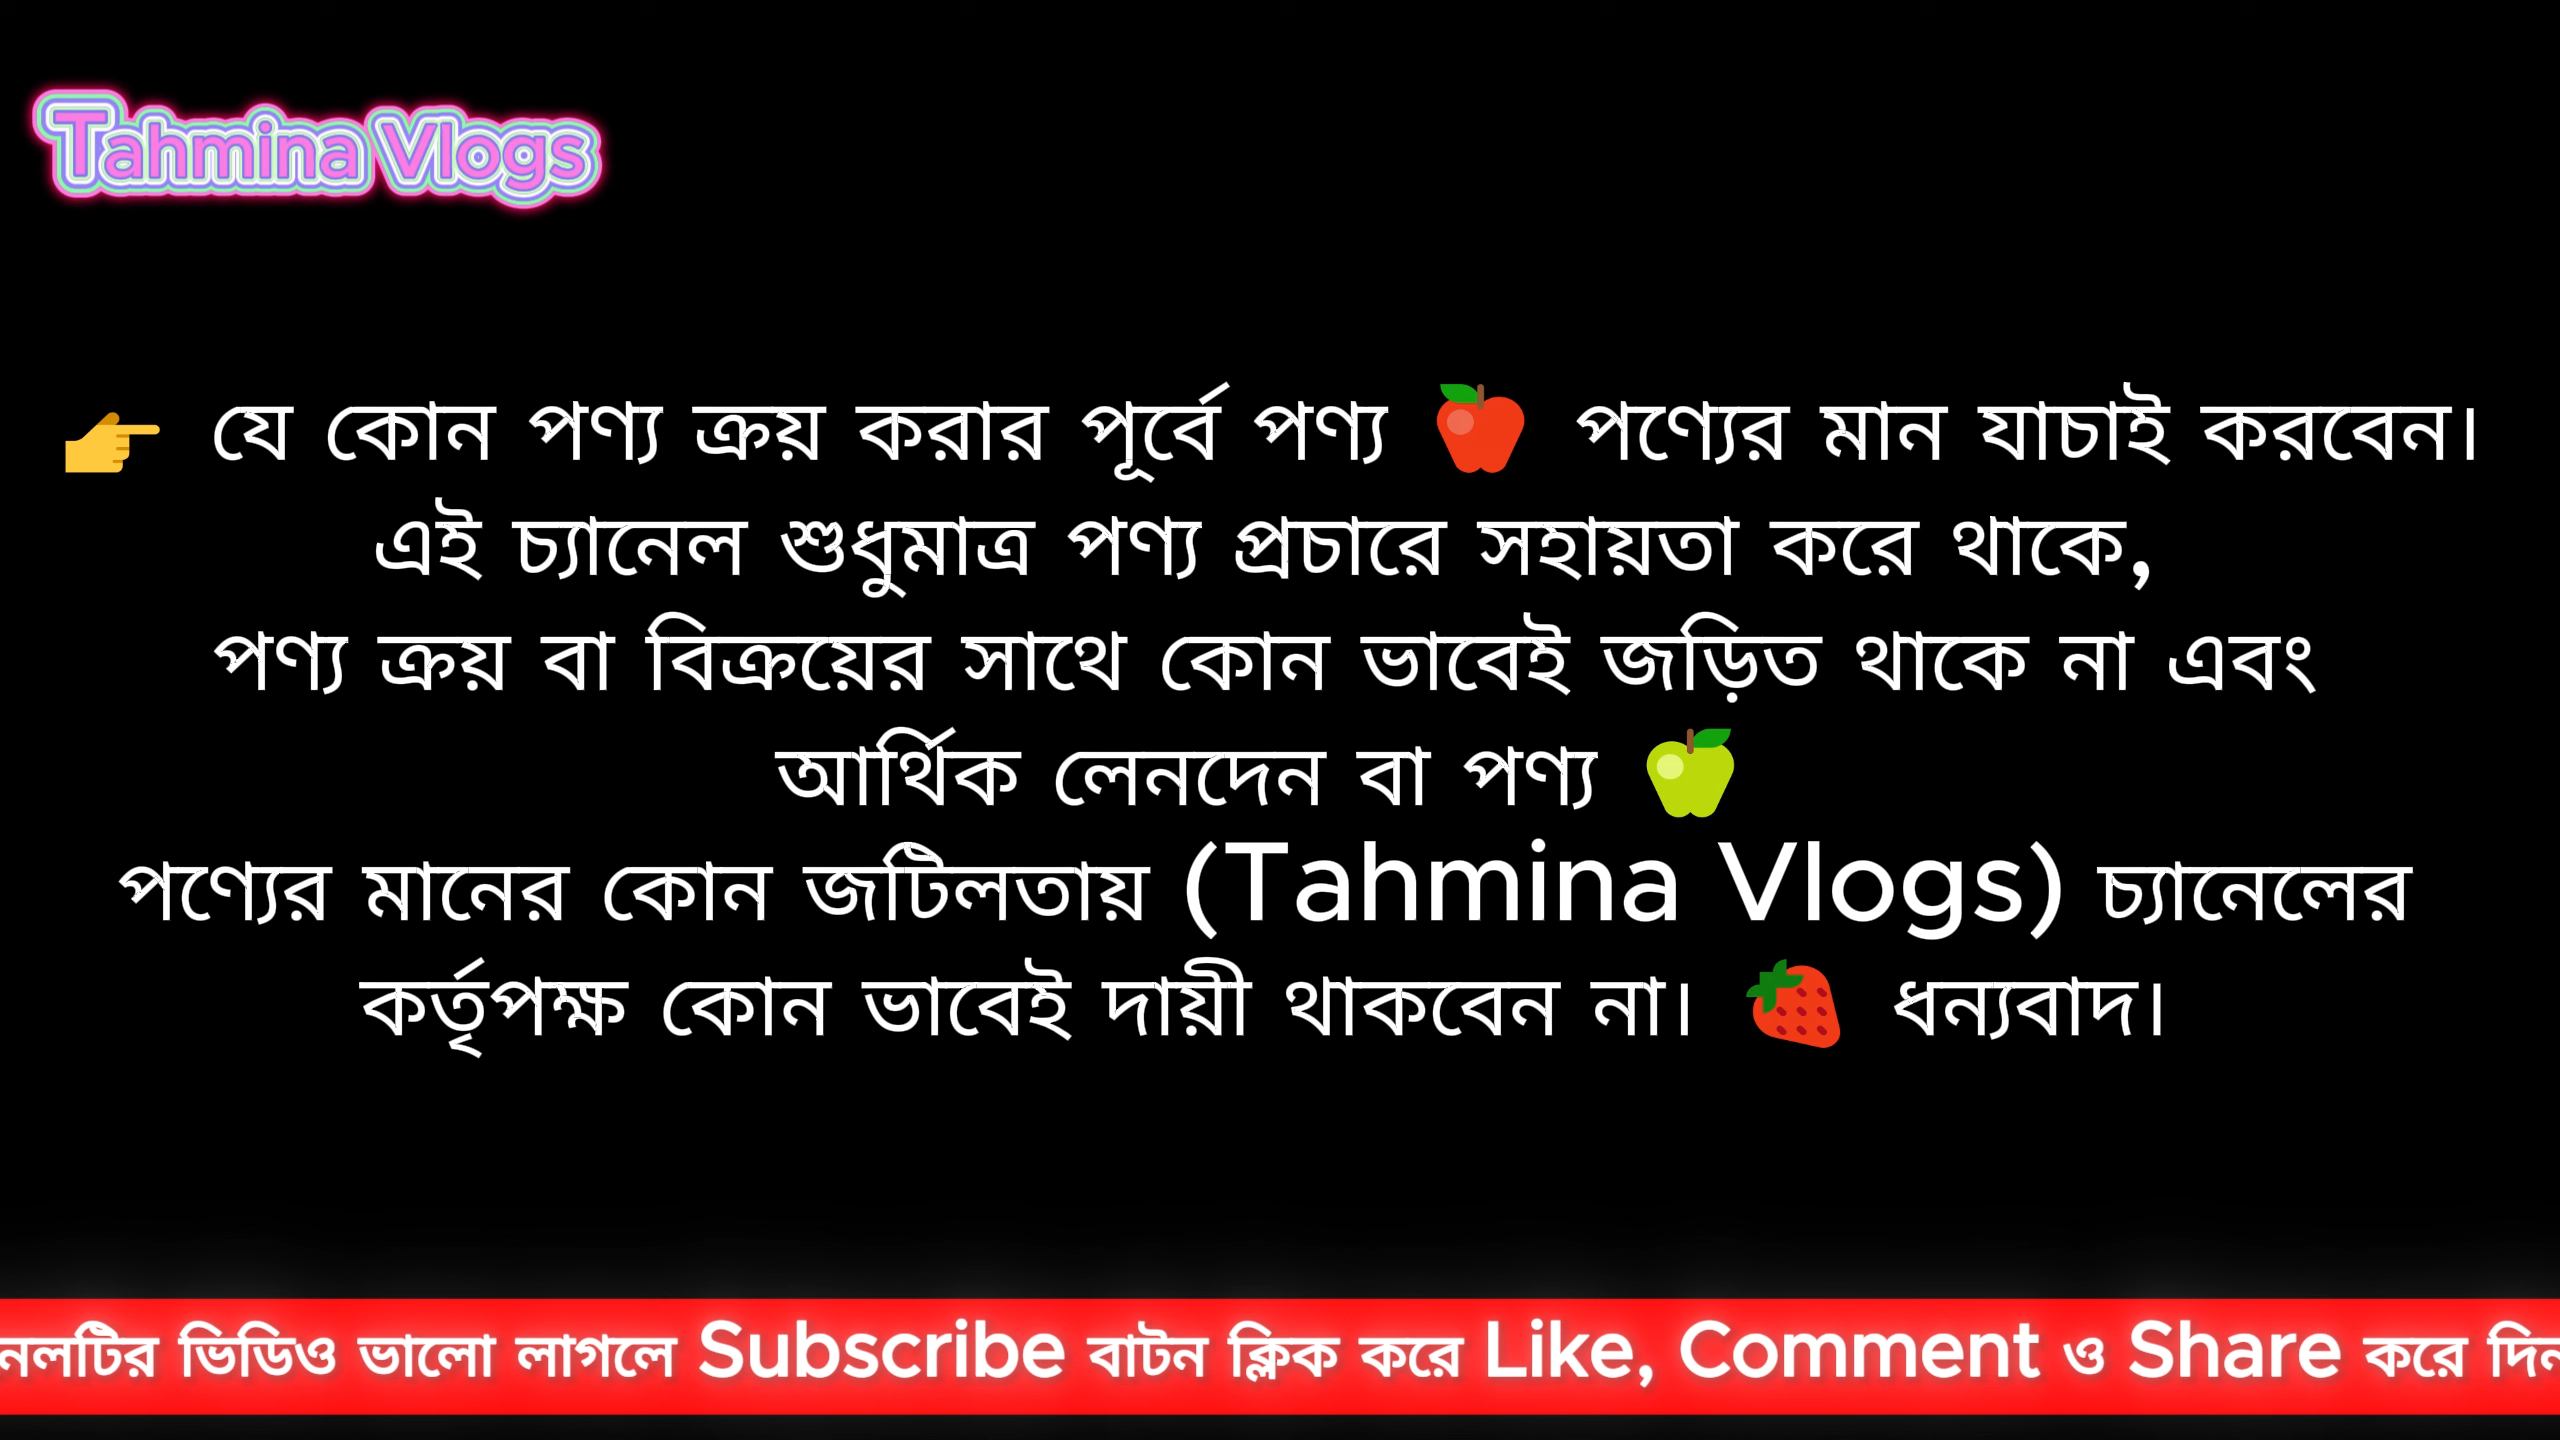 Tahmina Vlogs
👉 যে কোন পণ্য ক্রয় করার পূর্বে পণ্য 🍎 পণ্যের মান যাচাই করবেন।
এই চ্যানেল শুধুমাত্র পণ্য প্রচারে সহায়তা করে থাকে,
পণ্য ক্রয় বা বিক্রয়ের সাথে কোন ভাবেই জড়িত থাকে না এবং
আর্থিক লেনদেন বা পণ্য 🍏
পণ্যের মানের কোন জটিলতায় (Tahmina Vlogs) চ্যানেলের
কর্তৃপক্ষ কোন ভাবেই দায়ী থাকবেন না। 🍓 ধন্যবাদ।
নলটির ভিডিও ভালো লাগলে Subscribe বাটন ক্লিক করে Like, Comment ও Share করে দিন